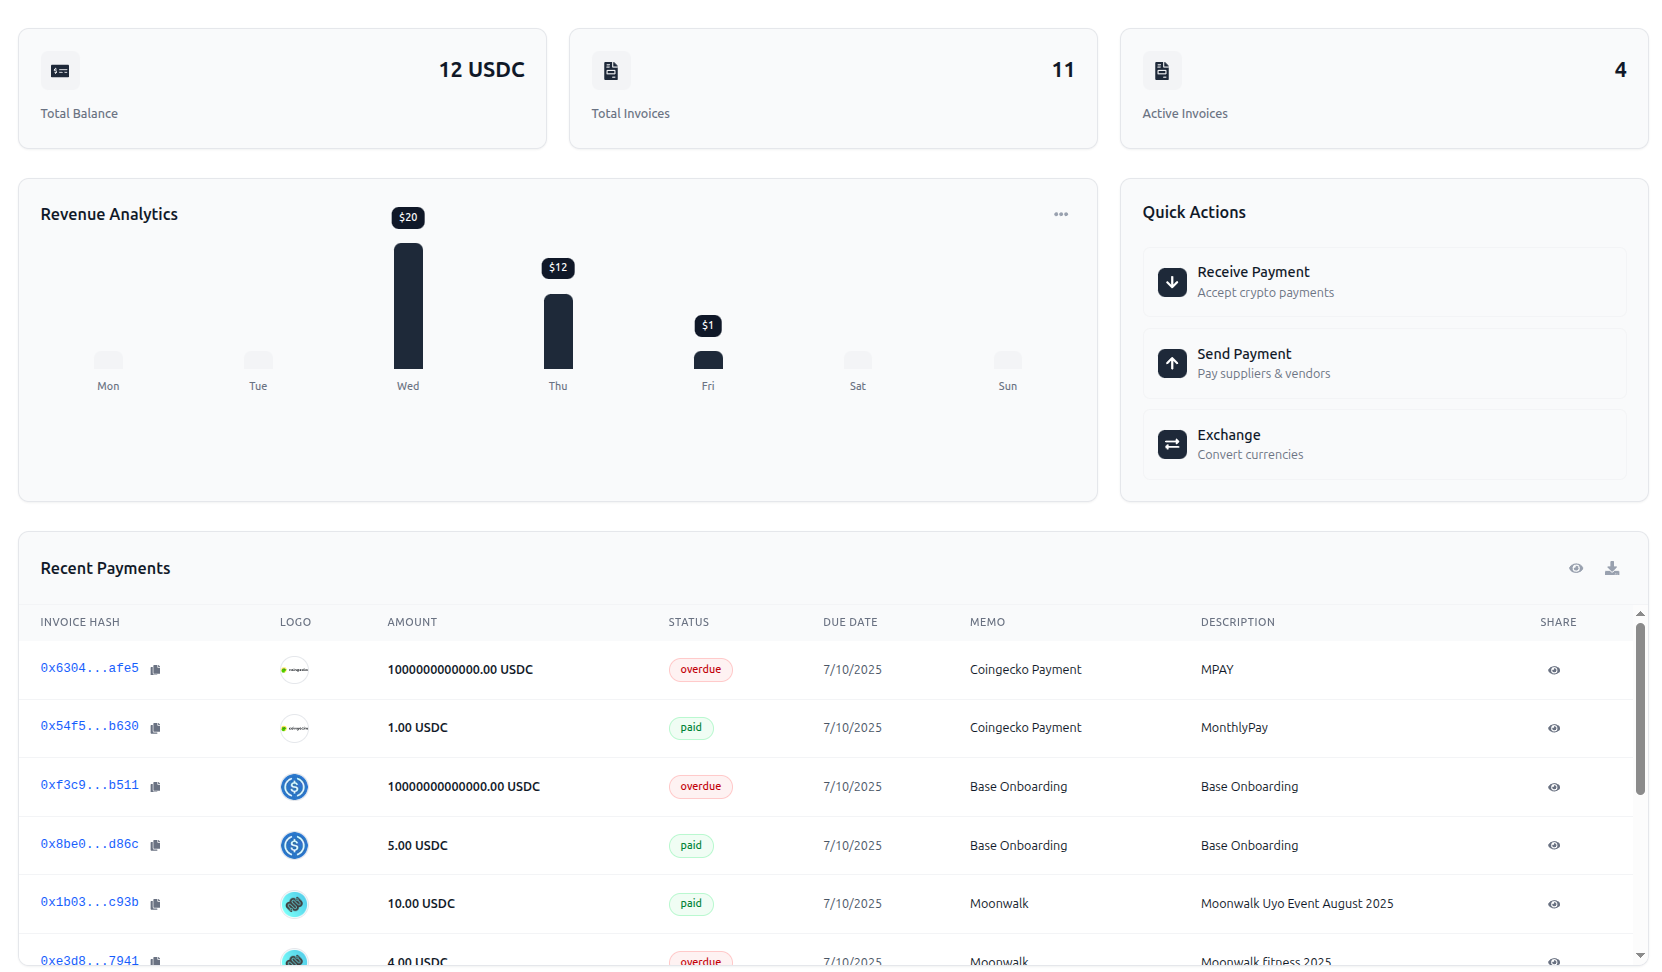 12 USDC
Total Balance
11
Total Invoices
4
Active Invoices
Revenue Analytics
$20
$12
$1
Mon Tue Wed Thu Fri Sat Sun
Quick Actions
Receive Payment
Accept crypto payments
Send Payment
Pay suppliers & vendors
Exchange
Convert currencies
Recent Payments
INVOICE HASH LOGO AMOUNT STATUS DUE DATE MEMO DESCRIPTION SHARE
0x6304...afe5 coingecko 1000000000000.00 USDC overdue 7/10/2025 Coingecko Payment MPAY
0x54f5...b630 coingecko 1.00 USDC paid 7/10/2025 Coingecko Payment MonthlyPay
0xf3c9...b511 $ 10000000000000.00 USDC overdue 7/10/2025 Base Onboarding Base Onboarding
0x8be0...d86c $ 5.00 USDC paid 7/10/2025 Base Onboarding Base Onboarding
0x1b03...c93b 10.00 USDC paid 7/10/2025 Moonwalk Moonwalk Uyo Event August 2025
0xe3d8...7941 4.00 USDC overdue 7/10/2025 Moonwalk Moonwalk fitness 2025